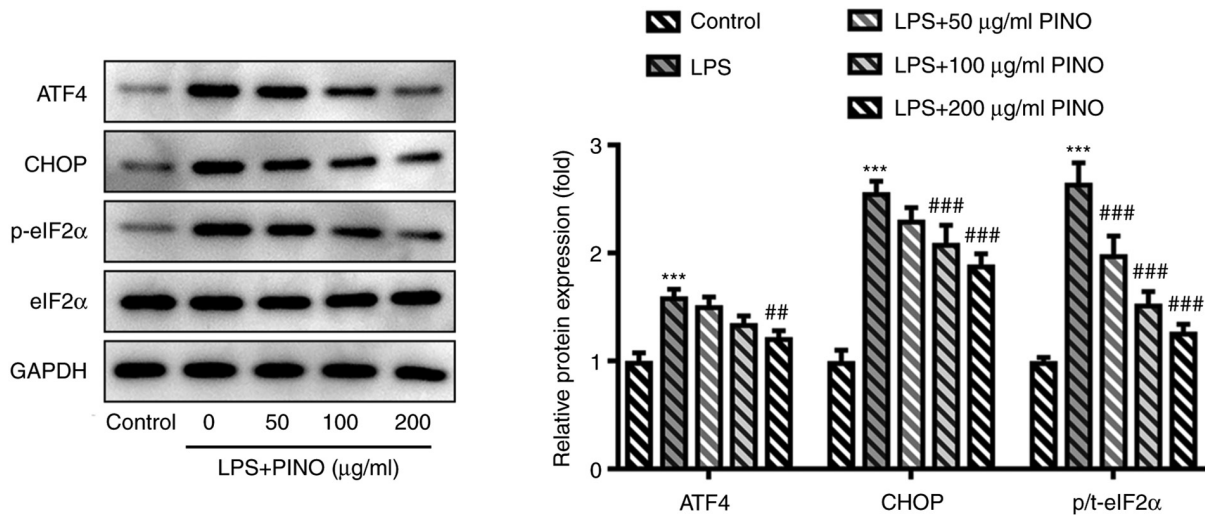 ATF4
CHOP
p-eIF2α
eIF2α
GAPDH
Control 0 50 100 200
LPS+PINO (μg/ml)
Control
LPS
LPS+50 μg/ml PINO
LPS+100 μg/ml PINO
LPS+200 μg/ml PINO
Relative protein expression (fold)
3
2
1
0
***
##
***
###
###
***
###
###
###
ATF4 CHOP p/t-eIF2α